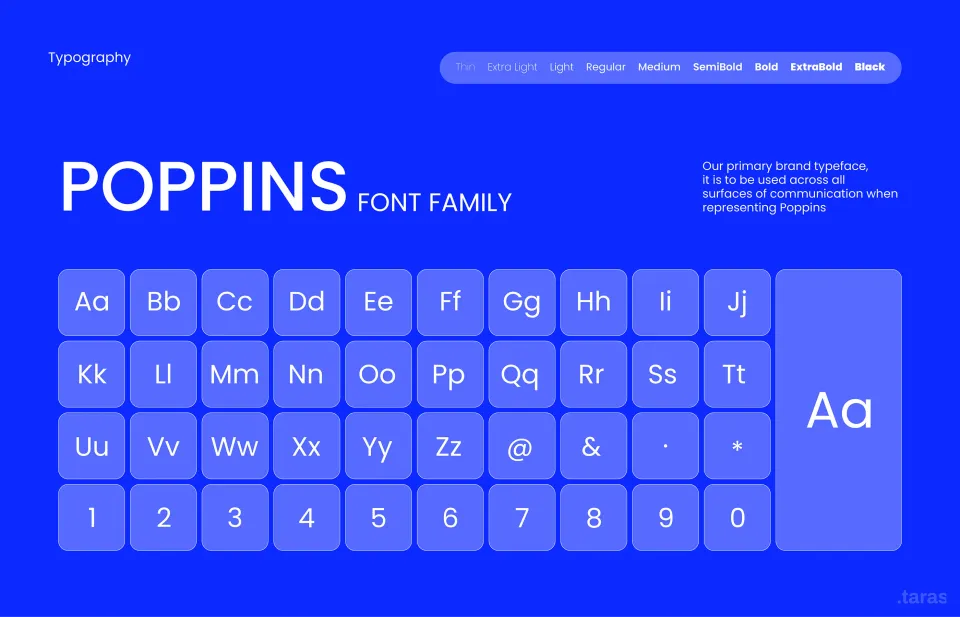 Typography
Thin Extra Light Light Regular Medium SemiBold Bold ExtraBold Black
POPPINS FONT FAMILY
Our primary brand typeface,
it is to be used across all
surfaces of communication when
representing Poppins
Aa Bb Cc Dd Ee Ff Gg Hh Ii Jj
Kk Ll Mm Nn Oo Pp Qq Rr Ss Tt
Aa
Uu Vv Ww Xx Yy Zz @ & · *
1 2 3 4 5 6 7 8 9 0
.taras